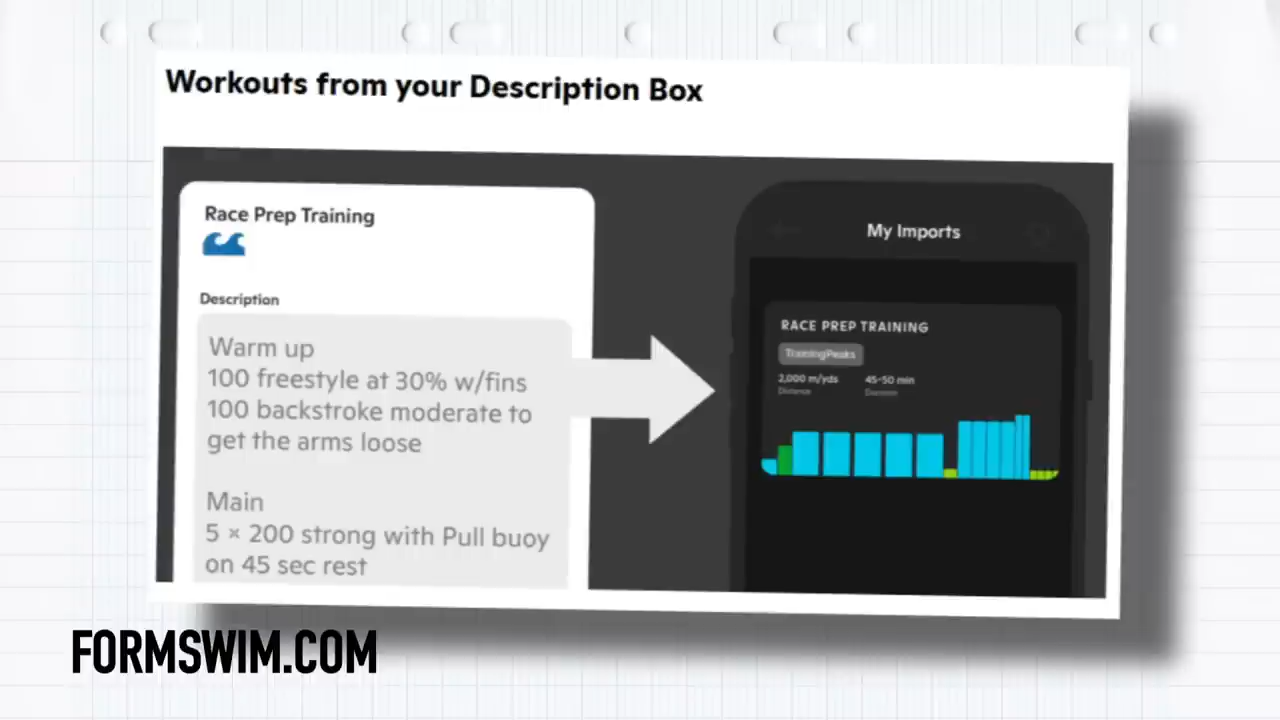 Workouts from your Description Box
Race Prep Training
Description
Warm up
100 freestyle at 30% w/fins
100 backstroke moderate to
get the arms loose
Main
5 × 200 strong with Pull buoy
on 45 sec rest
My Imports
RACE PREP TRAINING
TrainingPeaks
2,000 m/yds 45-50 min
Distance Duration
FORMSWIM.COM